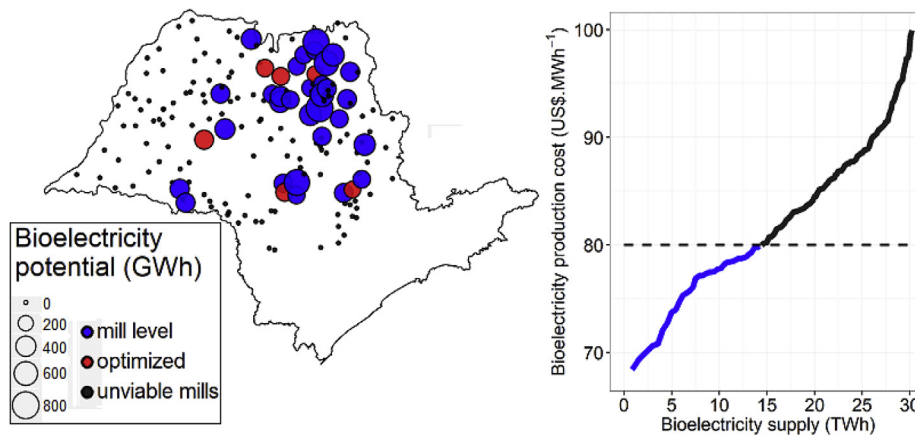 Bioelectricity
potential (GWh)
0
200
400
600
800
mill level
optimized
unviable mills
Bioelectricity production cost (US$.MWh⁻¹)
100
90
80
70
0 5 10 15 20 25 30
Bioelectricity supply (TWh)